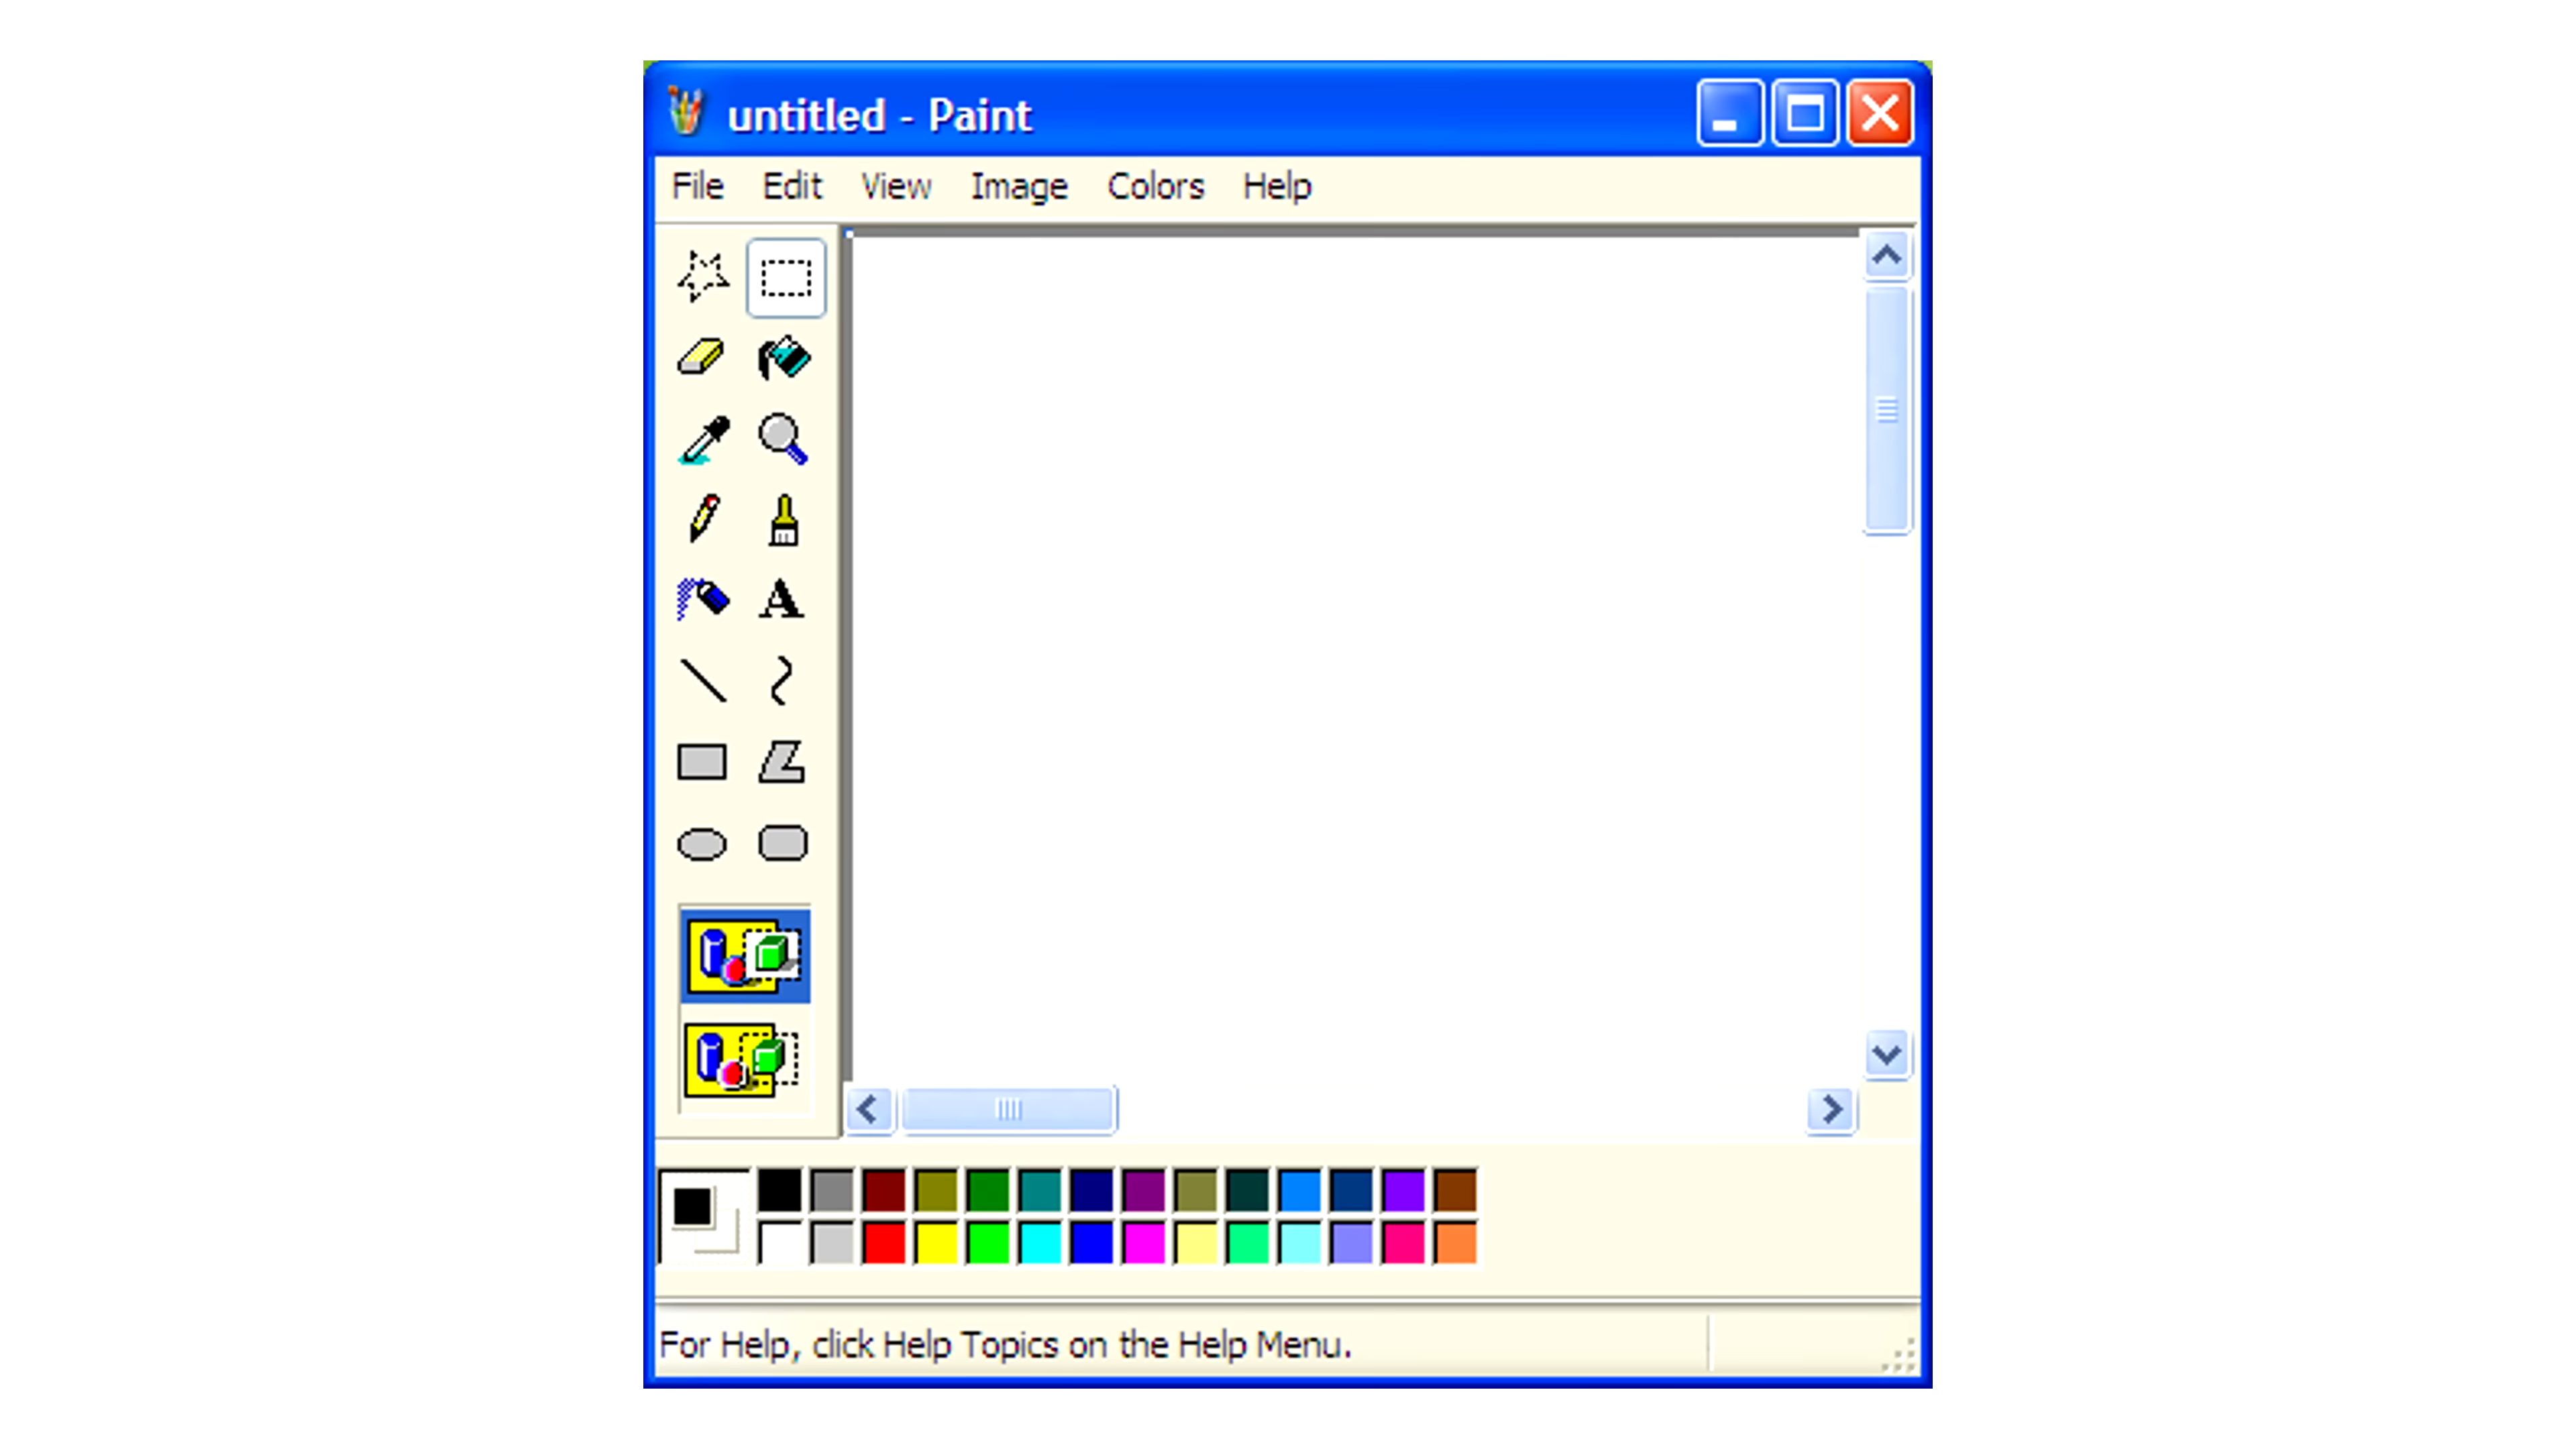 untitled - Paint
File Edit View Image Colors Help
A
For Help, click Help Topics on the Help Menu.